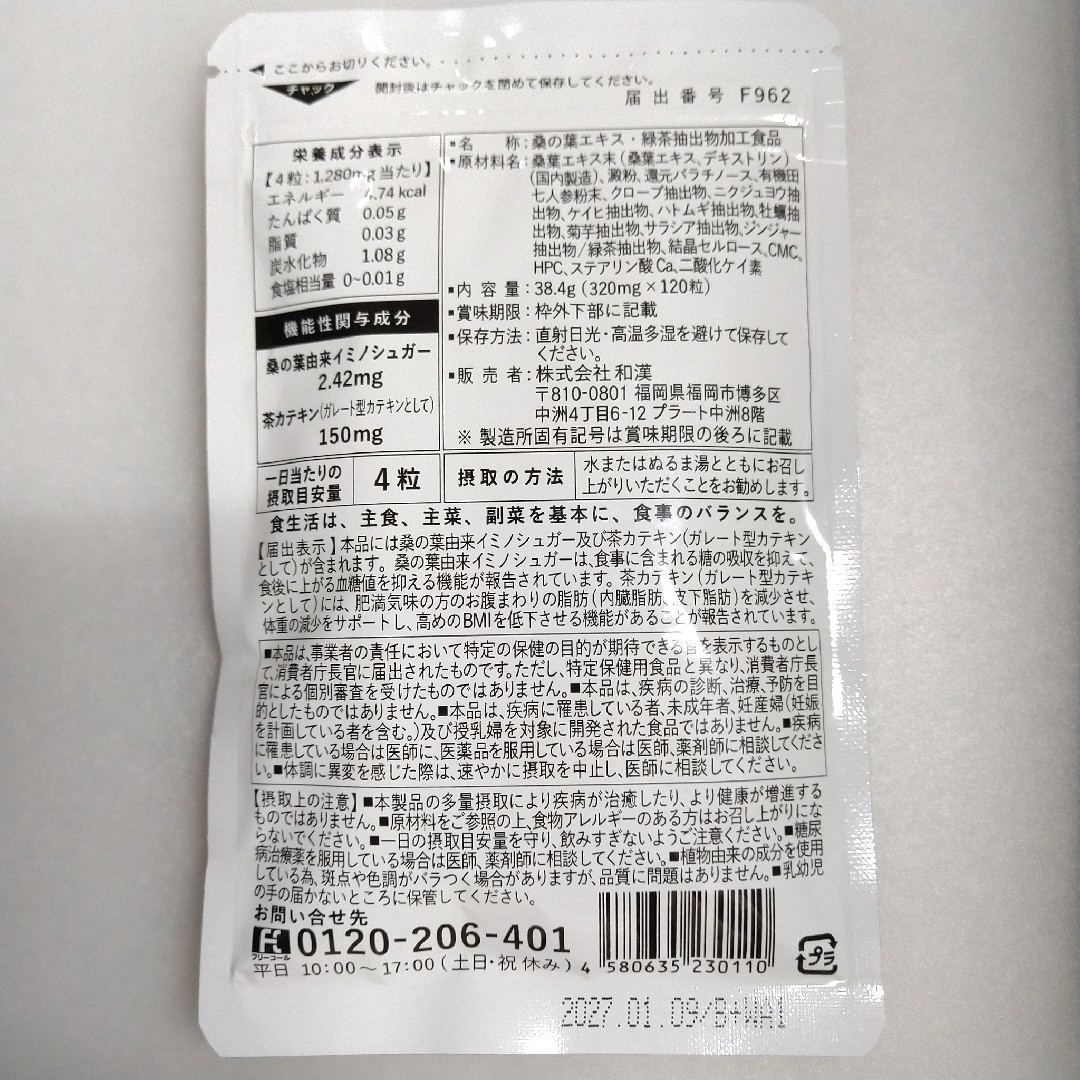 ここからお切りください。
チャック
開封後はチャックを閉めて保存してください。
届出番号 F962
栄養成分表示
【4粒:1,280mg当たり】
エネルギー 4.74kcal
たんぱく質 0.05g
脂質 0.03g
炭水化物 1.08g
食塩相当量 0~0.01g
機能性関与成分
桑の葉由来イミノシュガー
2.42mg
茶カテキン(ガレート型カテキンとして)
150mg
■名 称:桑の葉エキス・緑茶抽出物加工食品
■原材料名:桑葉エキス末(桑葉エキス、デキストリン)
(国内製造)、澱粉、還元パラチノース、有機田
七人参粉末、クローブ抽出物、ニクジュヨウ抽
出物、ケイヒ抽出物、ハトムギ抽出物、牡蠣抽
出物、菊芋抽出物、サラシア抽出物、ジンジャー
抽出物/緑茶抽出物、結晶セルロース、CMC、
HPC、ステアリン酸Ca、二酸化ケイ素
■内容量:38.4g(320mg×120粒)
■賞味期限:枠外下部に記載
■保存方法:直射日光・高温多湿を避けて保存して
ください。
■販売者:株式会社和漢
〒810-0801 福岡県福岡市博多区
中洲4丁目6-12 プラート中洲8階
※ 製造所固有記号は賞味期限の後ろに記載
一日当たりの
摂取目安量
4粒
摂取の方法
水またはぬるま湯とともにお召し
上がりいただくことをお勧めします。
食生活は、主食、主菜、副菜を基本に、食事のバランスを。
【届出表示】本品には桑の葉由来イミノシュガー及び茶カテキン(ガレート型カテキン
として)が含まれます。桑の葉由来イミノシュガーは、食事に含まれる糖の吸収を抑えて、
食後に上がる血糖値を抑える機能が報告されています。茶カテキン(ガレート型カテキ
ンとして)には、肥満気味の方のお腹まわりの脂肪(内臓脂肪、皮下脂肪)を減少させ、
体重の減少をサポートし、高めのBMIを低下させる機能があることが報告されています。
■本品は、事業者の責任において特定の保健の目的が期待できる旨を表示するものとし
て、消費者庁長官に届出されたものです。ただし、特定保健用食品と異なり、消費者庁長
官による個別審査を受けたものではありません。■本品は、疾病の診断、治療、予防を目
的としたものではありません。■本品は、疾病に罹患している者、未成年者、妊産婦(妊娠
を計画している者を含む。)及び授乳婦を対象に開発された食品ではありません。■疾病
に罹患している場合は医師に、医薬品を服用している場合は医師、薬剤師に相談してくださ
い。■体調に異変を感じた際は、速やかに摂取を中止し、医師に相談してください。
【摂取上の注意】■本製品の多量摂取により疾病が治癒したり、より健康が増進する
ものではありません。■原材料をご参照の上、食物アレルギーのある方はお召し上がりにな
らないでください。■一日の摂取目安量を守り、飲みすぎないようご注意ください。■糖尿
病治療薬を服用している場合は医師、薬剤師に相談してください。■植物由来の成分を使用
している為、斑点や色調がバラつく場合がありますが、品質に問題はありません。■乳幼児
の手の届かないところに保管してください。
お問い合せ先
フリーコール
0120-206-401
平日 10:00~17:00(土日・祝 休み)
4 580635 230110
プラ
2027.01.09/B+WA1